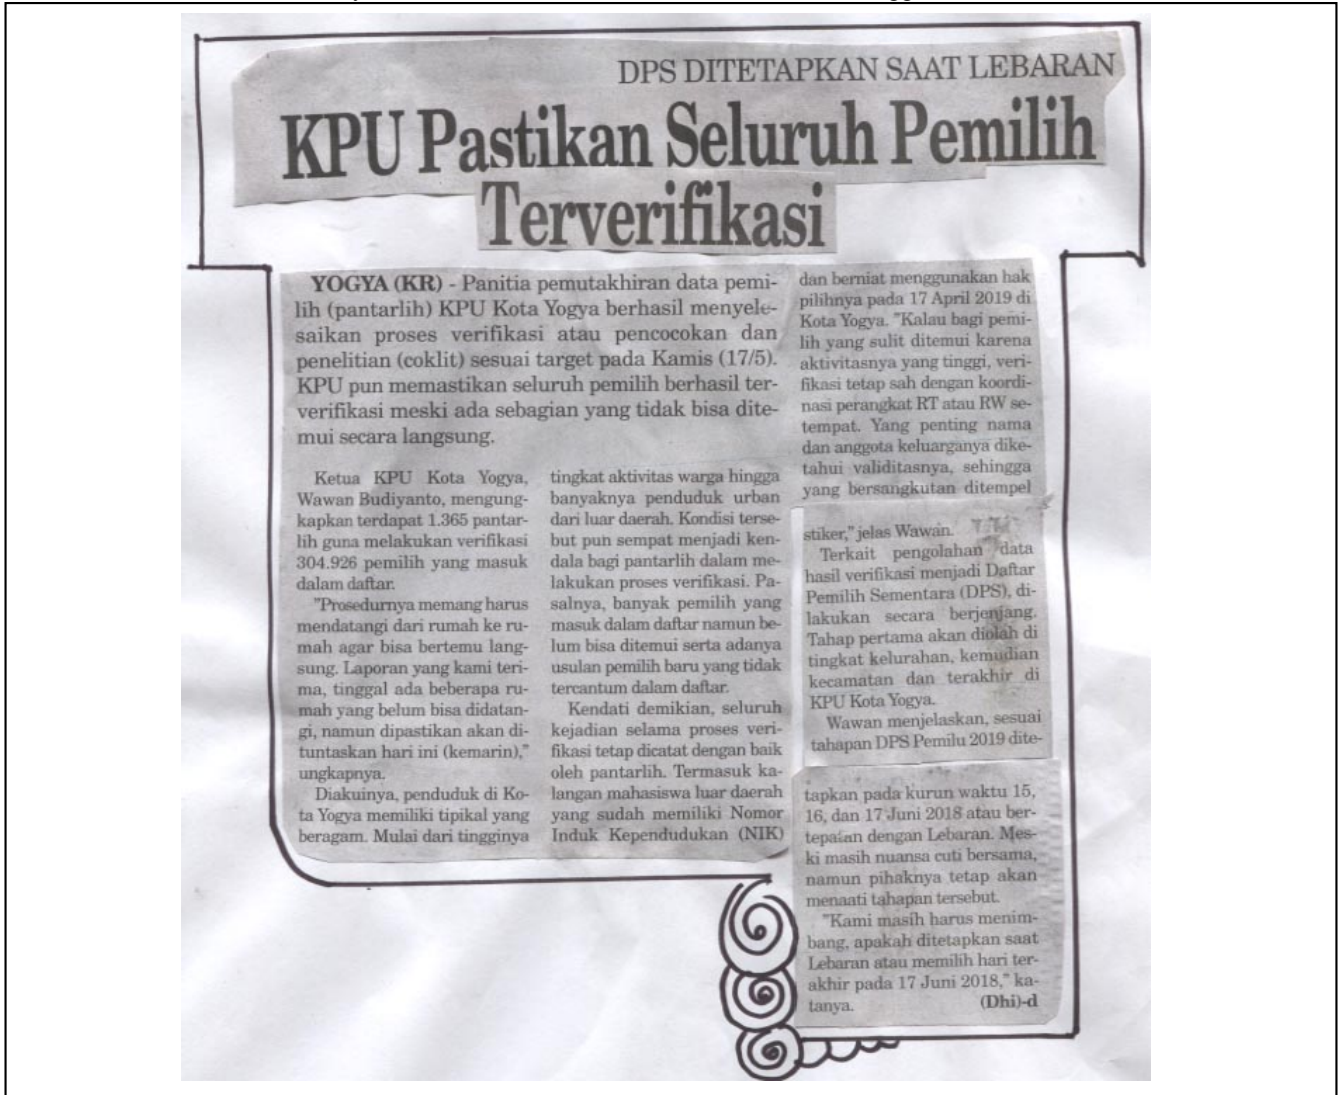 DPS DITETAPKAN SAAT LEBARAN
KPU Pastikan Seluruh Pemilih
Terverifikasi
YOGYA (KR) - Panitia pemutakhiran data pemi-
lih (pantarlih) KPU Kota Yogya berhasil menyele-
saikan proses verifikasi atau pencocokan dan
penelitian (coklit) sesuai target pada Kamis (17/5).
KPU pun memastikan seluruh pemilih berhasil ter-
verifikasi meski ada sebagian yang tidak bisa dite-
mui secara langsung.
Ketua KPU Kota Yogya,
Wawan Budiyanto, mengung-
kapkan terdapat 1.365 pantar-
lih guna melakukan verifikasi
304.926 pemilih yang masuk
dalam daftar.
"Prosedurnya memang harus
mendatangi dari rumah ke ru-
mah agar bisa bertemu lang-
sung. Laporan yang kami teri-
ma, tinggal ada beberapa ru-
mah yang belum bisa didatan-
gi, namun dipastikan akan di-
tuntaskan hari ini (kemarin),"
ungkapnya.
Diakuinya, penduduk di Ko-
ta Yogya memiliki tipikal yang
beragam. Mulai dari tingginya
tingkat aktivitas warga hingga
banyaknya penduduk urban
dari luar daerah. Kondisi terse-
but pun sempat menjadi ken-
dala bagi pantarlih dalam me-
lakukan proses verifikasi. Pa-
salnya, banyak pemilih yang
masuk dalam daftar namun be-
lum bisa ditemui serta adanya
usulan pemilih baru yang tidak
tercantum dalam daftar.
Kendati demikian, seluruh
kejadian selama proses veri-
fikasi tetap dicatat dengan baik
oleh pantarlih. Termasuk ka-
langan mahasiswa luar daerah
yang sudah memiliki Nomor
Induk Kependudukan (NIK)
dan berniat menggunakan hak
pilihnya pada 17 April 2019 di
Kota Yogya. "Kalau bagi pemi-
lih yang sulit ditemui karena
aktivitasnya yang tinggi, veri-
fikasi tetap sah dengan koordi-
nasi perangkat RT atau RW se-
tempat. Yang penting nama
dan anggota keluarganya dike-
tahui validitasnya, sehingga
yang bersangkutan ditempel
stiker," jelas Wawan.
Terkait pengolahan data
hasil verifikasi menjadi Daftar
Pemilih Sementara (DPS), di-
lakukan secara berjenjang.
Tahap pertama akan diolah di
tingkat kelurahan, kemudian
kecamatan dan terakhir di
KPU Kota Yogya.
Wawan menjelaskan, sesuai
tahapan DPS Pemilu 2019 dite-
tapkan pada kurun waktu 15,
16, dan 17 Juni 2018 atau ber-
tepatan dengan Lebaran. Mes-
ki masih nuansa cuti bersama,
namun pihaknya tetap akan
menaati tahapan tersebut.
"Kami masih harus menim-
bang, apakah ditetapkan saat
Lebaran atau memilih hari ter-
akhir pada 17 Juni 2018," ka-
tanya. (Dhi)-d